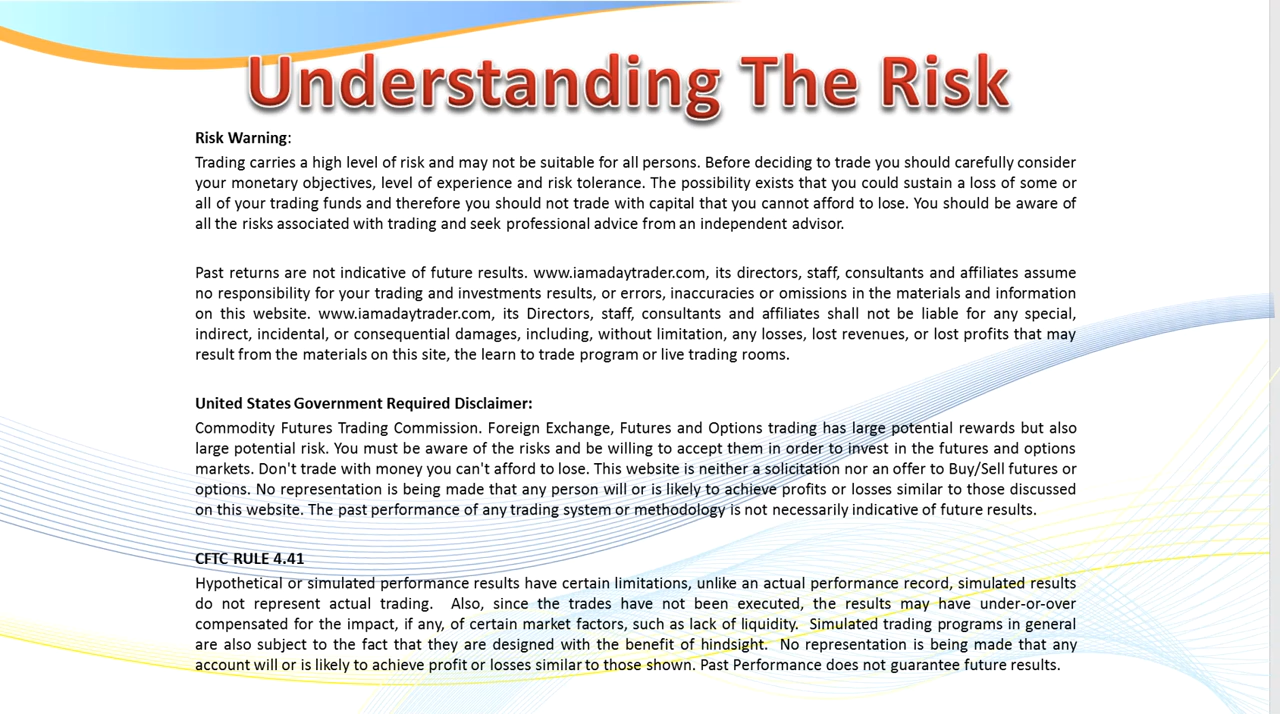 Understanding The Risk
Risk Warning:
Trading carries a high level of risk and may not be suitable for all persons. Before deciding to trade you should carefully consider
your monetary objectives, level of experience and risk tolerance. The possibility exists that you could sustain a loss of some or
all of your trading funds and therefore you should not trade with capital that you cannot afford to lose. You should be aware of
all the risks associated with trading and seek professional advice from an independent advisor.
Past returns are not indicative of future results. www.iamadaytrader.com, its directors, staff, consultants and affiliates assume
no responsibility for your trading and investments results, or errors, inaccuracies or omissions in the materials and information
on this website. www.iamadaytrader.com, its Directors, staff, consultants and affiliates shall not be liable for any special,
indirect, incidental, or consequential damages, including, without limitation, any losses, lost revenues, or lost profits that may
result from the materials on this site, the learn to trade program or live trading rooms.
United States Government Required Disclaimer:
Commodity Futures Trading Commission. Foreign Exchange, Futures and Options trading has large potential rewards but also
large potential risk. You must be aware of the risks and be willing to accept them in order to invest in the futures and options
markets. Don't trade with money you can't afford to lose. This website is neither a solicitation nor an offer to Buy/Sell futures or
options. No representation is being made that any person will or is likely to achieve profits or losses similar to those discussed
on this website. The past performance of any trading system or methodology is not necessarily indicative of future results.
CFTC RULE 4.41
Hypothetical or simulated performance results have certain limitations, unlike an actual performance record, simulated results
do not represent actual trading. Also, since the trades have not been executed, the results may have under-or-over
compensated for the impact, if any, of certain market factors, such as lack of liquidity. Simulated trading programs in general
are also subject to the fact that they are designed with the benefit of hindsight. No representation is being made that any
account will or is likely to achieve profit or losses similar to those shown. Past Performance does not guarantee future results.